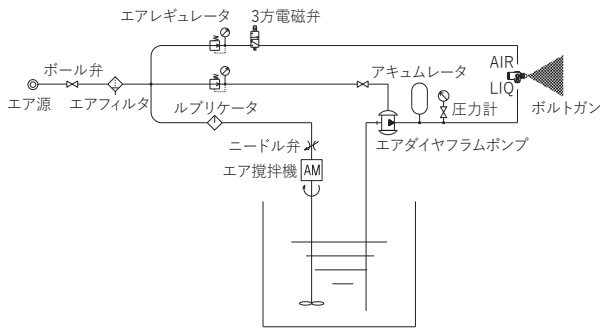 エアレギュレータ
3方電磁弁
ボール弁
アキュムレータ
AIR
LIQ
エア源
エアフィルタ
ルブリケータ
圧力計
ボルトガン
ニードル弁
エアダイヤフラムポンプ
エア撹拌機
AM